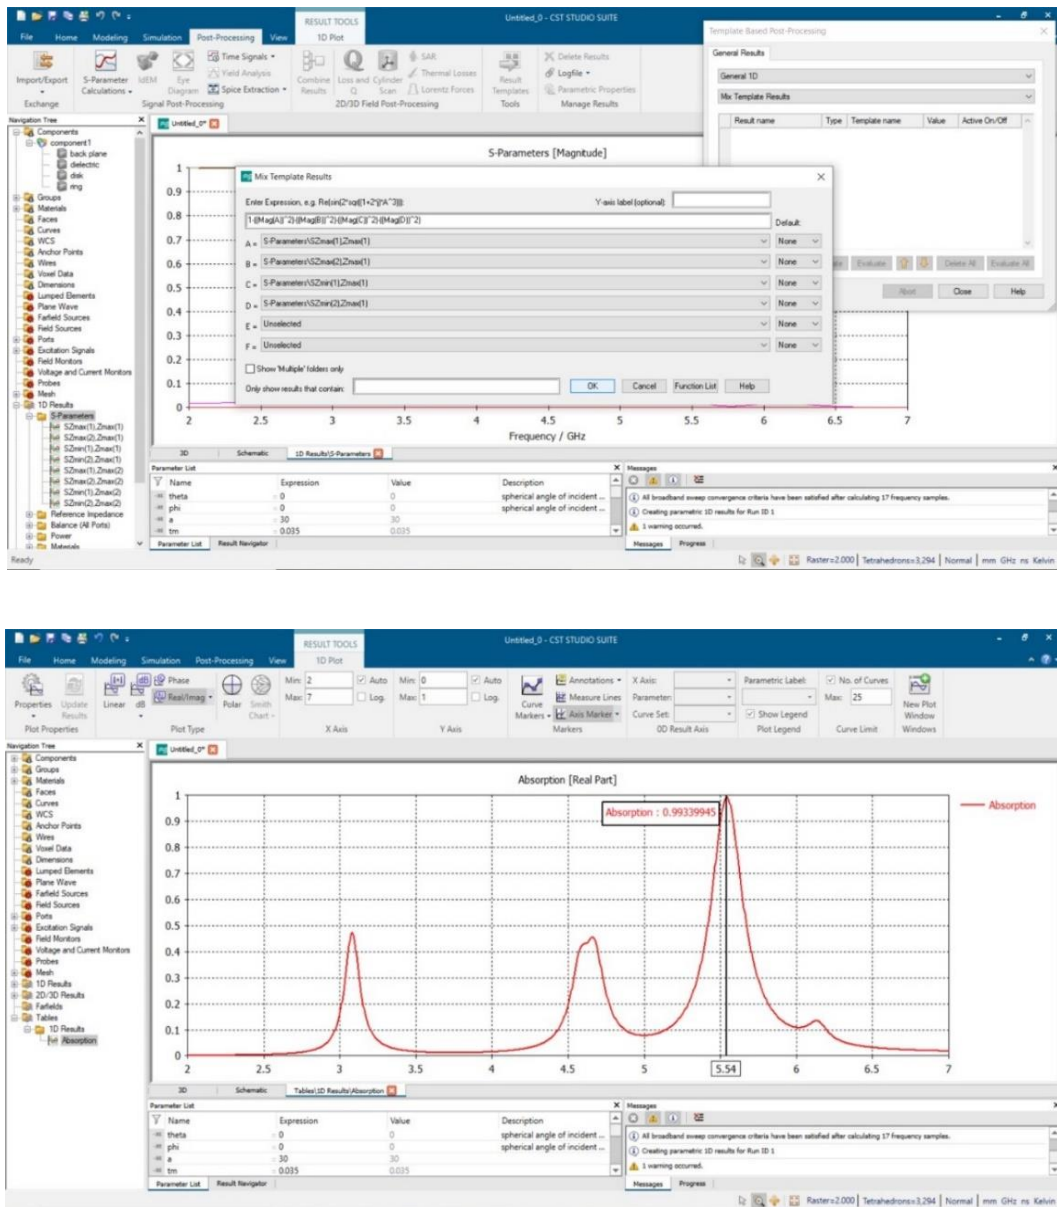 RESULT TOOLS
Untitled_0 - CST STUDIO SUITE
File Home Modeling Simulation Post-Processing View 1D Plot
Import/Export
S-Parameter Calculations
IdEM
Eye Diagram
Time Signals
Yield Analysis
Spice Extraction
Combine Results
Loss and Q
Cylinder Scan
SAR
Thermal Losses
Lorentz Forces
Result Templates
Delete Results
Logfile
Parametric Properties
Exchange Signal Post-Processing 2D/3D Field Post-Processing Tools Manage Results
Template Based Post-Processing
General Results
General 1D
Mix Template Results
Result name Type Template name Value Active On/Off
Evaluate Delete All Evaluate All
Abort Close Help
Navigation Tree
Untitled_0*
Components
component1
back plane
dielectric
disk
ring
Groups
Materials
Faces
Curves
WCS
Anchor Points
Wires
Voxel Data
Dimensions
Lumped Elements
Plane Wave
Farfield Sources
Field Sources
Ports
Excitation Signals
Field Monitors
Voltage and Current Monitors
Probes
Mesh
1D Results
S-Parameters
SZmax(1),Zmax(1)
SZmax(2),Zmax(1)
SZmin(1),Zmax(1)
SZmin(2),Zmax(1)
SZmax(1),Zmax(2)
SZmax(2),Zmax(2)
SZmin(1),Zmax(2)
SZmin(2),Zmax(2)
Reference Impedance
Balance (All Ports)
Power
Materials
S-Parameters [Magnitude]
1
0.9
0.8
0.7
0.6
0.5
0.4
0.3
0.2
0.1
0
2 2.5 3 3.5 4 4.5 5 5.5 6 6.5 7
Frequency / GHz
Mix Template Results
Enter Expression, e.g. Re(sin(2*sqrt(1+2*j*A^3))):
Y-axis label (optional):
1-((Mag(A))^2)-((Mag(B))^2)-((Mag(C))^2)-((Mag(D))^2)
Default:
A = S-Parameters\SZmax(1),Zmax(1) None
B = S-Parameters\SZmax(2),Zmax(1) None
C = S-Parameters\SZmin(1),Zmax(1) None
D = S-Parameters\SZmin(2),Zmax(1) None
E = Unselected None
F = Unselected None
Show 'Multiple' folders only
Only show results that contain:
OK Cancel Function List Help
3D Schematic 1D Results\S-Parameters
Parameter List
Name Expression Value Description
theta = 0 0 spherical angle of incident ...
phi = 0 0 spherical angle of incident ...
a = 30 30
tm = 0.035 0.035
Parameter List Result Navigator
Messages
All broadband sweep convergence criteria have been satisfied after calculating 17 frequency samples.
Creating parametric 1D results for Run ID 1
1 warning occurred.
Messages Progress
Ready
Raster=2.000 Tetrahedrons=3,294 Normal mm GHz ns Kelvin
RESULT TOOLS
Untitled_0 - CST STUDIO SUITE
File Home Modeling Simulation Post-Processing View 1D Plot
Properties
Update Results
Linear
dB
Phase
Real/Imag
Polar
Smith Chart
Min: 2 Auto
Max: 7 Log.
Min: 0 Auto
Max: 1 Log.
Curve Markers
Annotations
Measure Lines
Axis Marker
X Axis:
Parameter:
Curve Set:
Parametric Label:
Show Legend
No. of Curves
Max: 25
New Plot Window
Plot Properties Plot Type X Axis Y Axis Markers 0D Result Axis Plot Legend Curve Limit Windows
Navigation Tree
Untitled_0*
Components
Groups
Materials
Faces
Curves
WCS
Anchor Points
Wires
Voxel Data
Dimensions
Lumped Elements
Plane Wave
Farfield Sources
Field Sources
Ports
Excitation Signals
Field Monitors
Voltage and Current Monitors
Probes
Mesh
1D Results
2D/3D Results
Farfields
Tables
1D Results
Absorption
Absorption [Real Part]
Absorption : 0.99339945
Absorption
1
0.9
0.8
0.7
0.6
0.5
0.4
0.3
0.2
0.1
0
2 2.5 3 3.5 4 4.5 5 5.54 6 6.5 7
3D Schematic Tables\1D Results\Absorption
Parameter List
Name Expression Value Description
theta = 0 0 spherical angle of incident ...
phi = 0 0 spherical angle of incident ...
a = 30 30
tm = 0.035 0.035
Parameter List Result Navigator
Messages
All broadband sweep convergence criteria have been satisfied after calculating 17 frequency samples.
Creating parametric 1D results for Run ID 1
1 warning occurred.
Messages Progress
Raster=2.000 Tetrahedrons=3,294 Normal mm GHz ns Kelvin